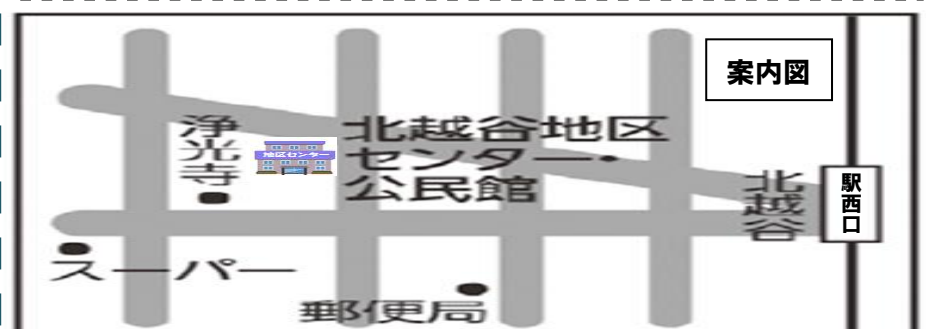 案内図
北越谷地区
センター・
公民館
浄光寺
地区センター
北越谷
駅西口
スーパー
郵便局